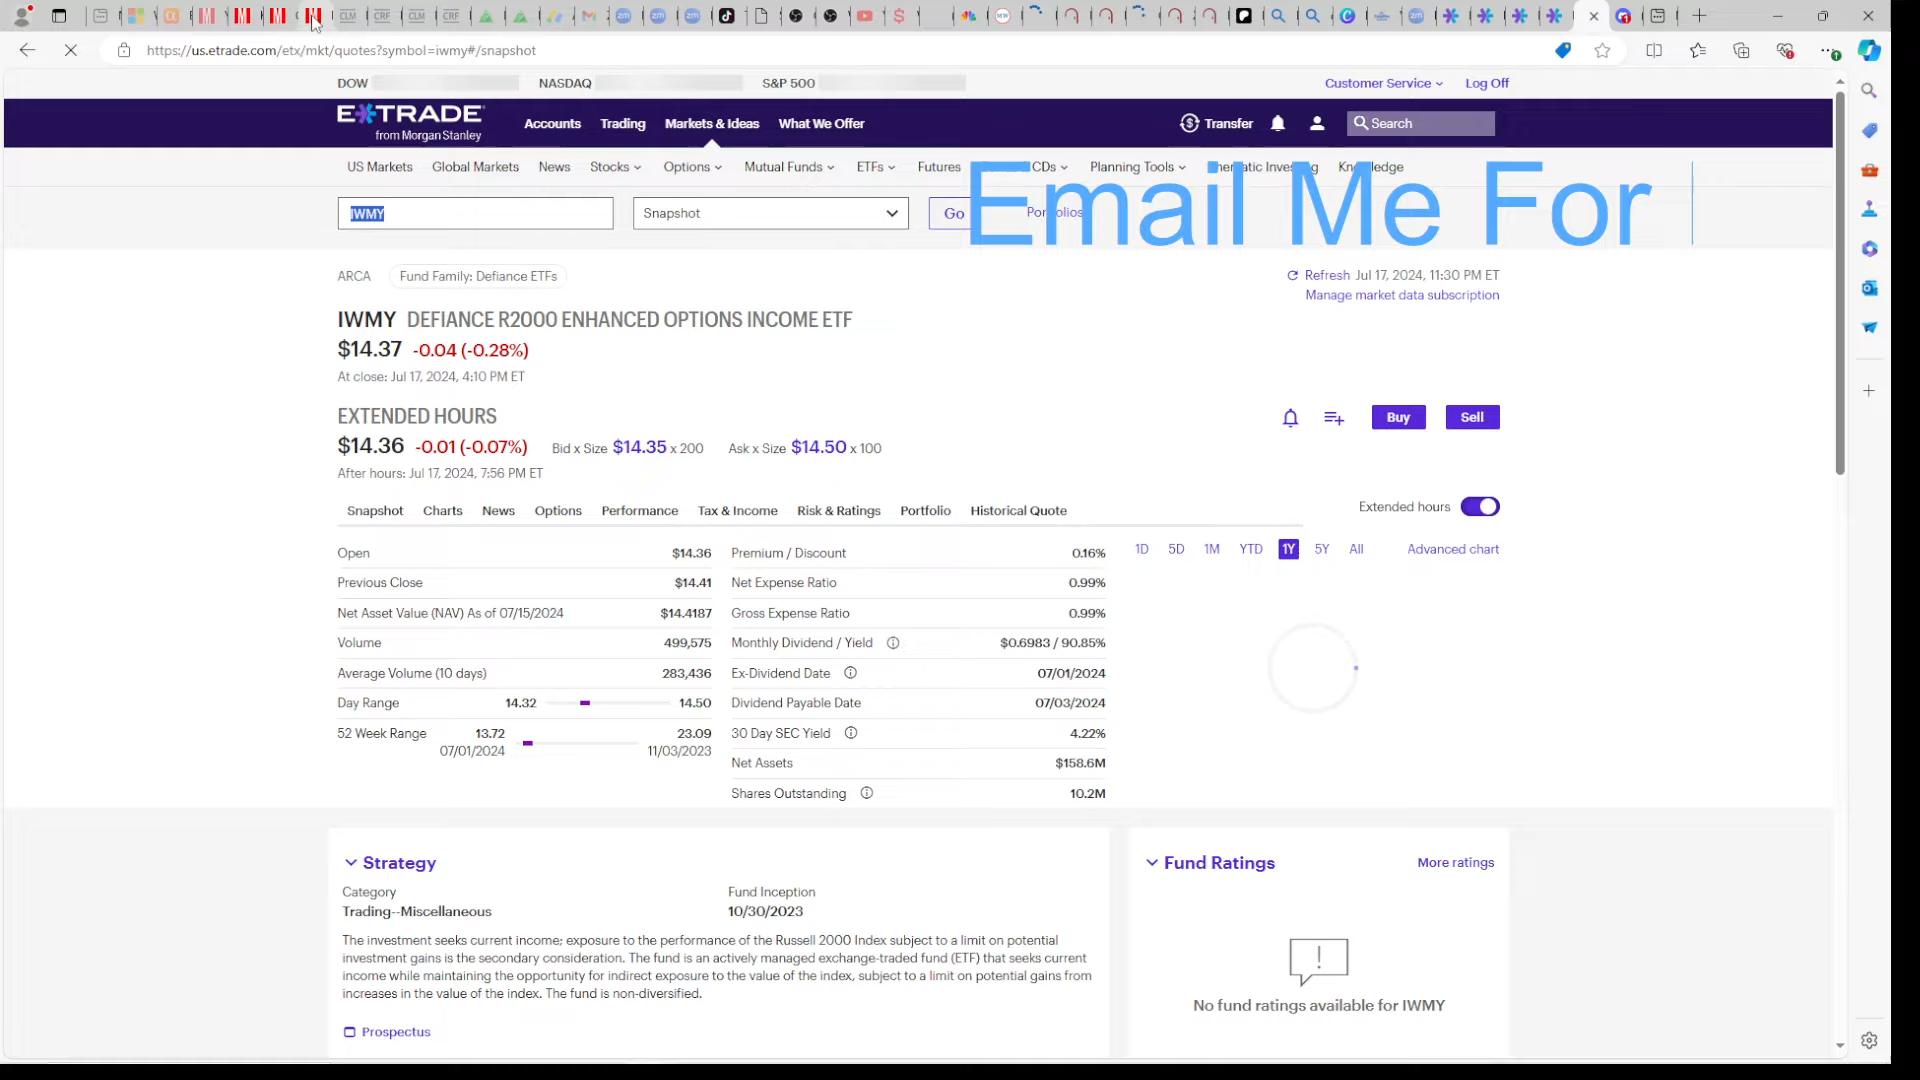 https://us.etrade.com/etx/mkt/quotes?symbol=iwmy#/snapshot
DOW NASDAQ S&P 500 Customer Service Log Off
E*TRADE from Morgan Stanley
Accounts Trading Markets & Ideas What We Offer Transfer Search
US Markets Global Markets News Stocks Options Mutual Funds ETFs Futures CDs Planning Tools Thematic Investing Knowledge
Email Me For
IWMY Snapshot Go Portfolios
ARCA Fund Family: Defiance ETFs Refresh Jul 17, 2024, 11:30 PM ET
Manage market data subscription
IWMY DEFIANCE R2000 ENHANCED OPTIONS INCOME ETF
$14.37 -0.04 (-0.28%)
At close: Jul 17, 2024, 4:10 PM ET
EXTENDED HOURS Buy Sell
$14.36 -0.01 (-0.07%) Bid x Size $14.35 x 200 Ask x Size $14.50 x 100
After hours: Jul 17, 2024, 7:56 PM ET
Snapshot Charts News Options Performance Tax & Income Risk & Ratings Portfolio Historical Quote Extended hours
Open $14.36 Premium / Discount 0.16% 1D 5D 1M YTD 1Y 5Y All Advanced chart
Previous Close $14.41 Net Expense Ratio 0.99%
Net Asset Value (NAV) As of 07/15/2024 $14.4187 Gross Expense Ratio 0.99%
Volume 499,575 Monthly Dividend / Yield $0.6983 / 90.85%
Average Volume (10 days) 283,436 Ex-Dividend Date 07/01/2024
Day Range 14.32 14.50 Dividend Payable Date 07/03/2024
52 Week Range 13.72 23.09 30 Day SEC Yield 4.22%
07/01/2024 11/03/2023
Net Assets $158.6M
Shares Outstanding 10.2M
Strategy Fund Ratings More ratings
Category Fund Inception
Trading--Miscellaneous 10/30/2023
The investment seeks current income; exposure to the performance of the Russell 2000 Index subject to a limit on potential
investment gains is the secondary consideration. The fund is an actively managed exchange-traded fund (ETF) that seeks current
income while maintaining the opportunity for indirect exposure to the value of the index, subject to a limit on potential gains from
increases in the value of the index. The fund is non-diversified.
No fund ratings available for IWMY
Prospectus